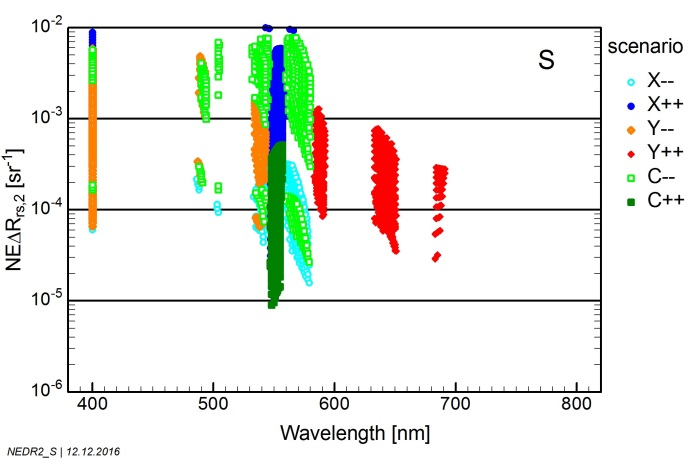 10⁻²
10⁻³
10⁻⁴
10⁻⁵
10⁻⁶
NEΔRrs,2 [sr⁻¹]
S
scenario
X--
X++
Y--
Y++
C--
C++
400 500 600 700 800
Wavelength [nm]
NEDR2_S | 12.12.2016